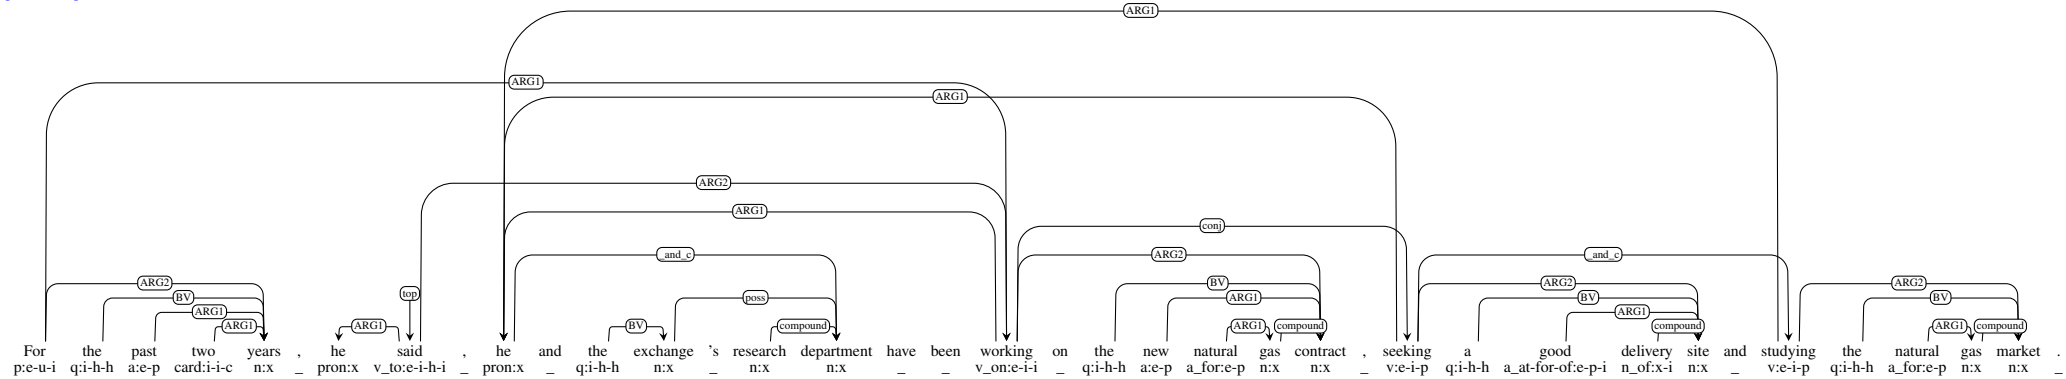 ARG1
ARG1
ARG1
ARG2
ARG1
conj
_and_c ARG2 _and_c
ARG2 BV ARG2 ARG2
top
BV poss ARG1 BV BV
ARG1 ARG1
ARG1 ARG1 BV compound ARG1 compound compound ARG1 compound
For the past two years , he said , he and the exchange 's research department have been working on the new natural gas contract , seeking a good delivery site and studying the natural gas market .
p:e-u-i q:i-h-h a:e-p card:i-i-c n:x _ pron:x v_to:e-i-h-i _ pron:x _ q:i-h-h n:x _ n:x n:x _ _ v_on:e-i-i _ q:i-h-h a:e-p a_for:e-p n:x n:x _ v:e-i-p q:i-h-h a_at-for-of:e-p-i n_of:x-i n:x _ v:e-i-p q:i-h-h a_for:e-p n:x n:x _